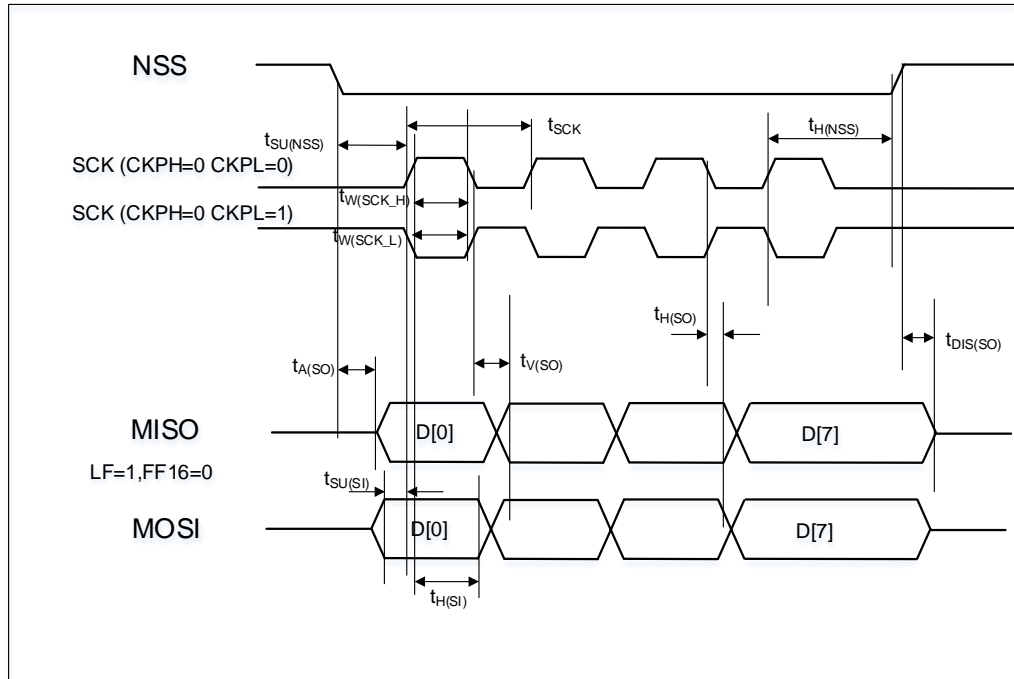 NSS
tSU(NSS)
tSCK
tH(NSS)
SCK (CKPH=0 CKPL=0)
tW(SCK_H)
SCK (CKPH=0 CKPL=1)
tW(SCK_L)
tH(SO)
tDIS(SO)
tA(SO)
tV(SO)
MISO
D[0]
D[7]
LF=1,FF16=0
tSU(SI)
MOSI
D[0]
D[7]
tH(SI)